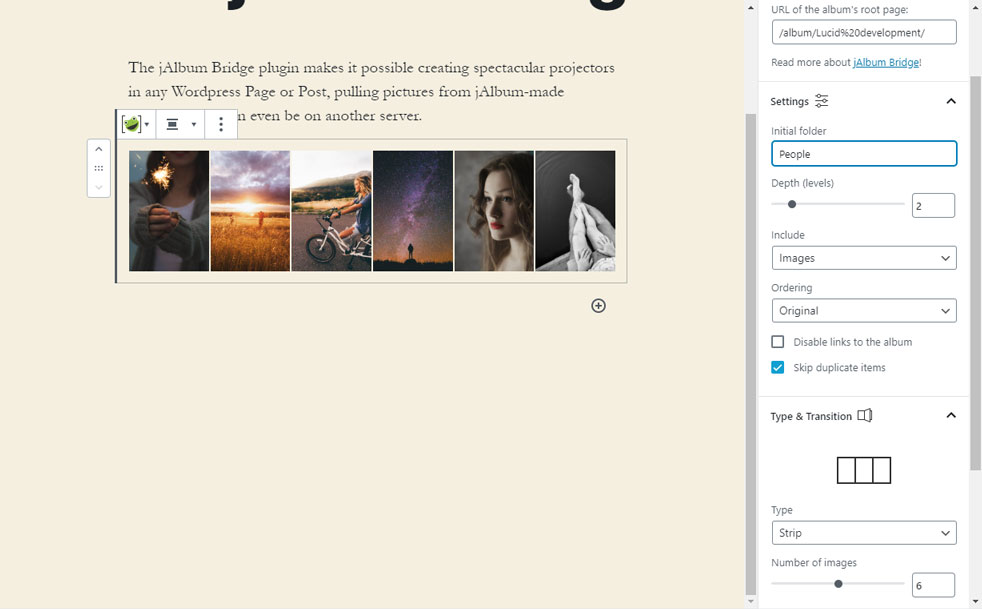 The jAlbum Bridge plugin makes it possible creating spectacular projectors
in any Wordpress Page or Post, pulling pictures from jAlbum-made
n even be on another server.
URL of the album's root page:
/album/Lucid%20development/
Read more about jAlbum Bridge!
Settings
Initial folder
People
Depth (levels)
2
Include
Images
Ordering
Original
Disable links to the album
Skip duplicate items
Type & Transition
Type
Strip
Number of images
6